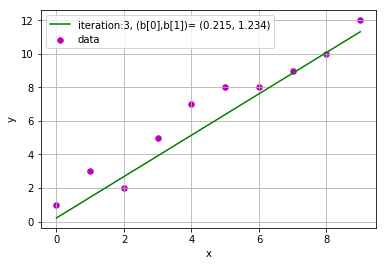 iteration:3, (b[0],b[1])= (0.215, 1.234)
data
12
10
8
6
4
2
0
y
0 2 4 6 8
x